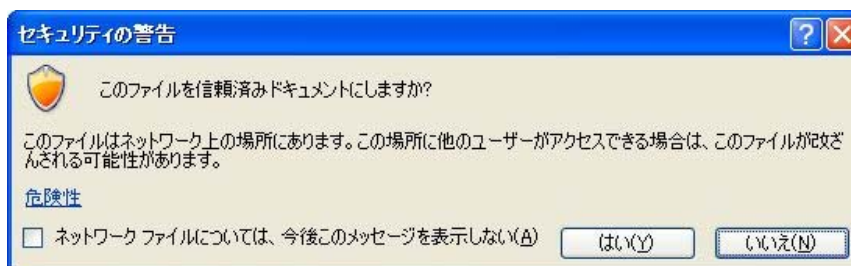 セキュリティの警告
このファイルを信頼済みドキュメントにしますか?
このファイルはネットワーク上の場所にあります。この場所に他のユーザーがアクセスできる場合は、このファイルが改ざ
んされる可能性があります。
危険性
ネットワーク ファイルについては、今後このメッセージを表示しない(A) はい(Y) いいえ(N)